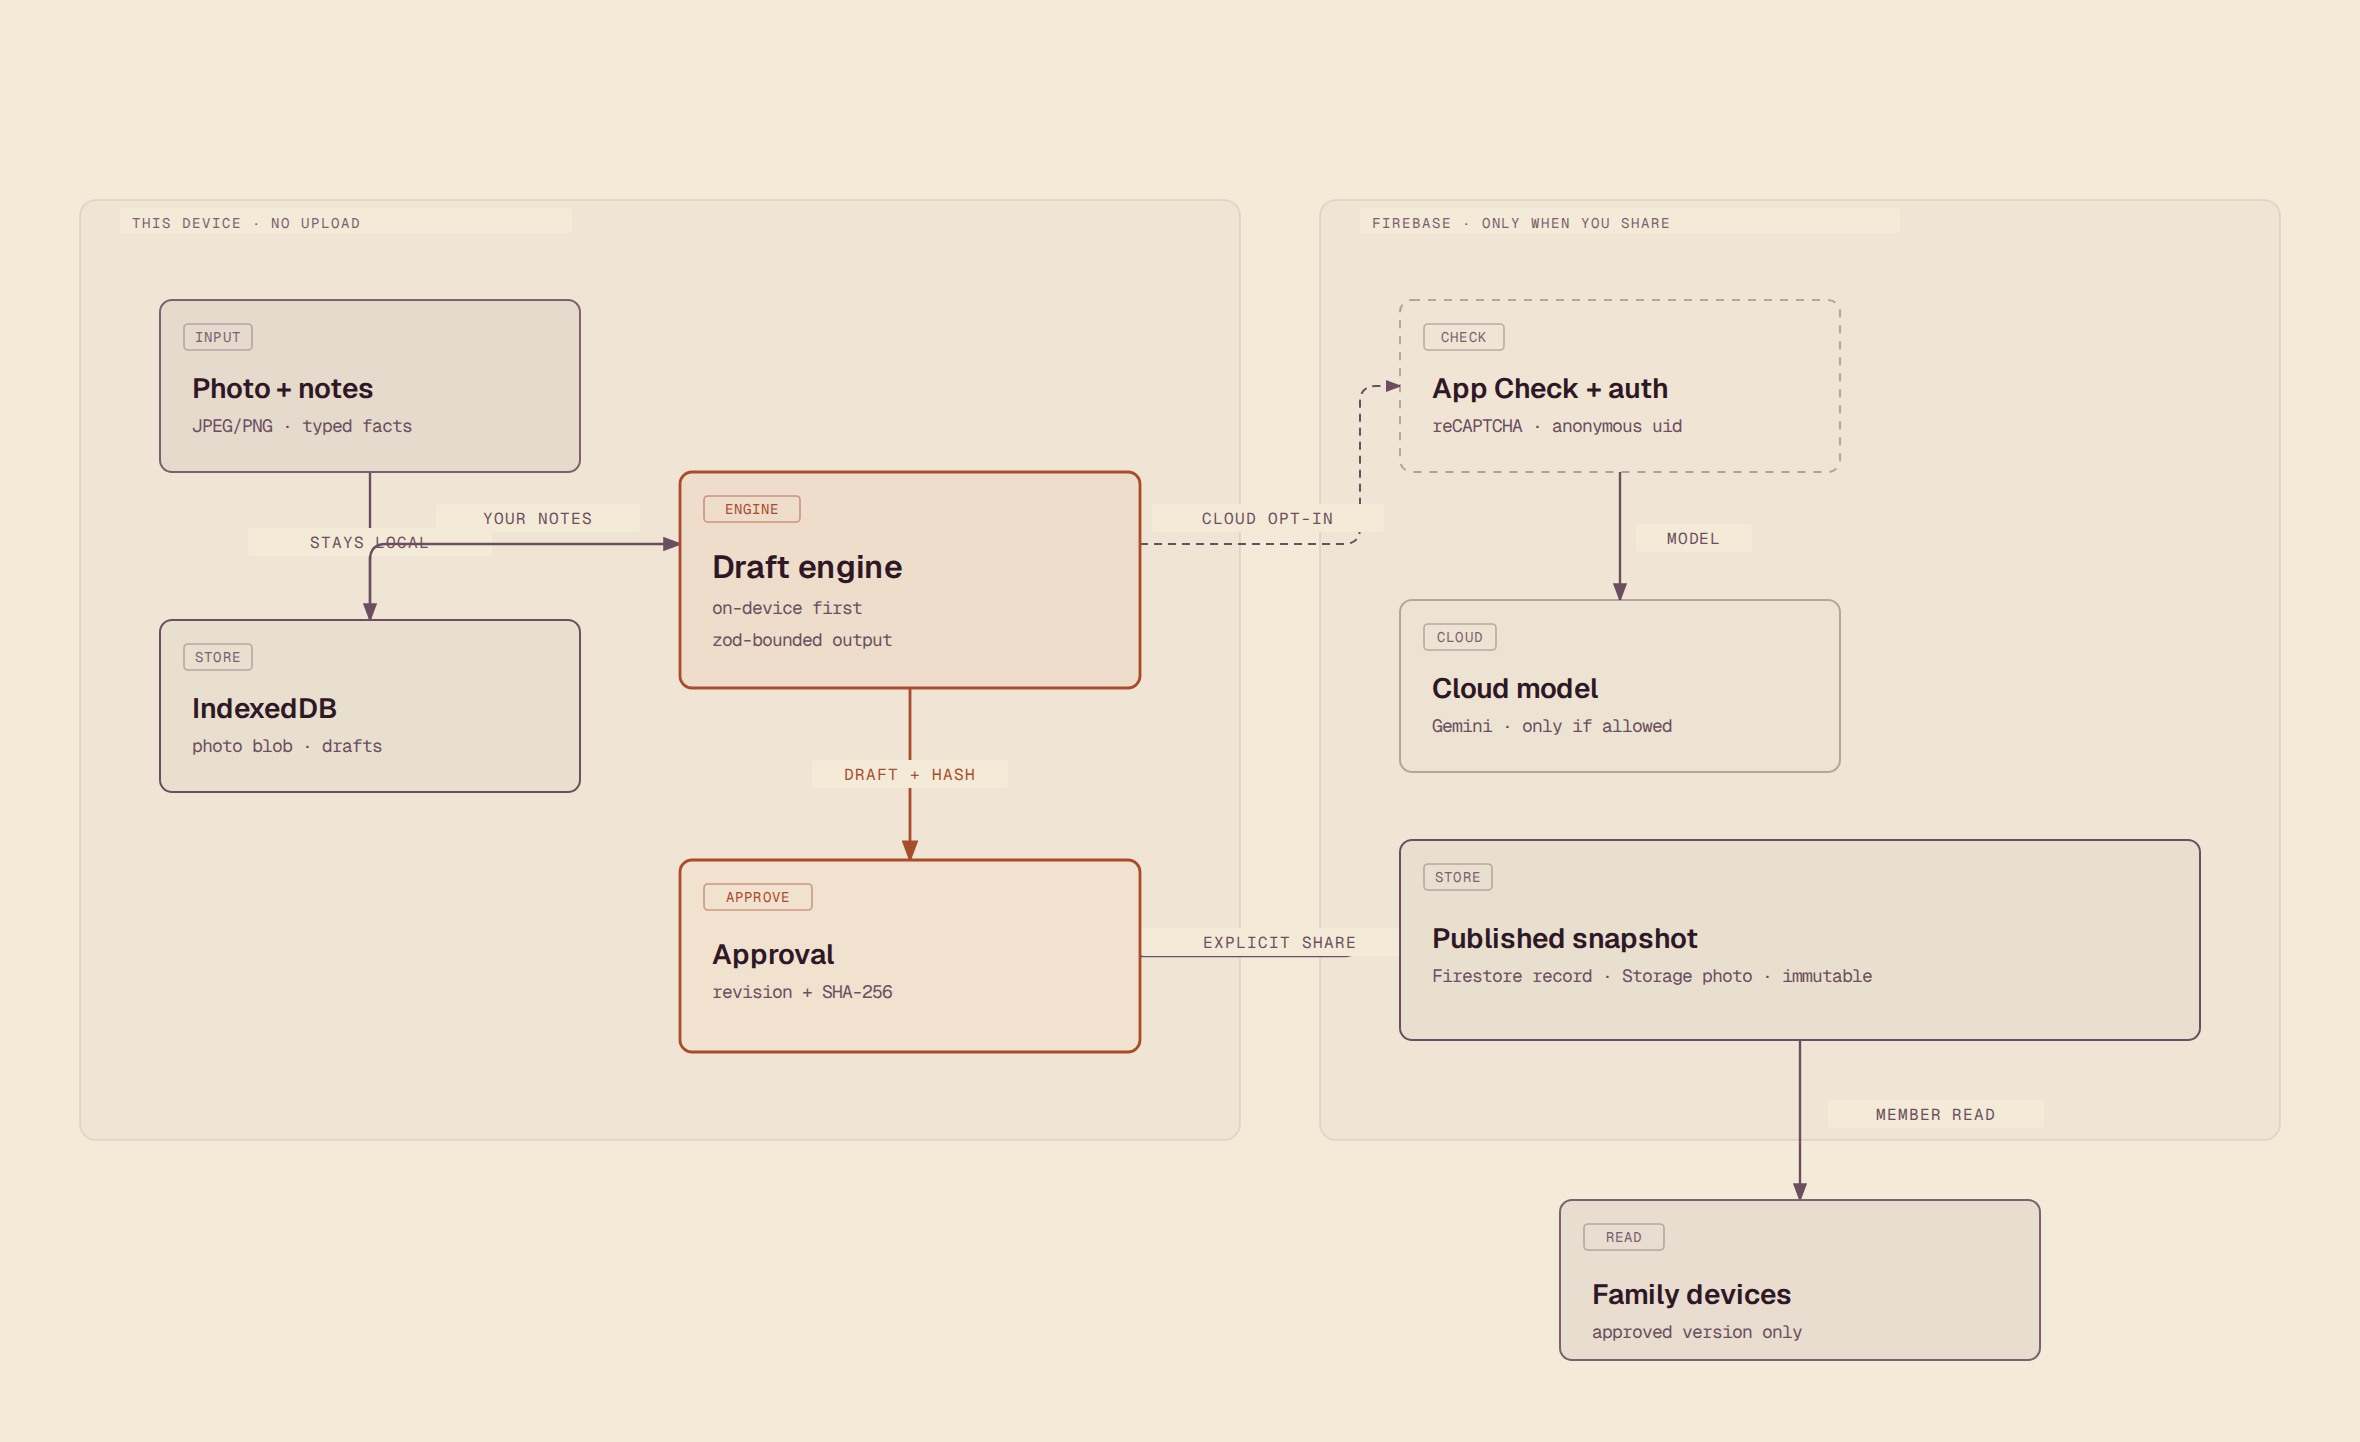 THIS DEVICE · NO UPLOAD
INPUT
Photo + notes
JPEG/PNG · typed facts
YOUR NOTES
STAYS LOCAL
STORE
IndexedDB
photo blob · drafts
ENGINE
Draft engine
on-device first
zod-bounded output
DRAFT + HASH
APPROVE
Approval
revision + SHA-256
CLOUD OPT-IN
EXPLICIT SHARE
FIREBASE · ONLY WHEN YOU SHARE
CHECK
App Check + auth
reCAPTCHA · anonymous uid
MODEL
CLOUD
Cloud model
Gemini · only if allowed
STORE
Published snapshot
Firestore record · Storage photo · immutable
MEMBER READ
READ
Family devices
approved version only